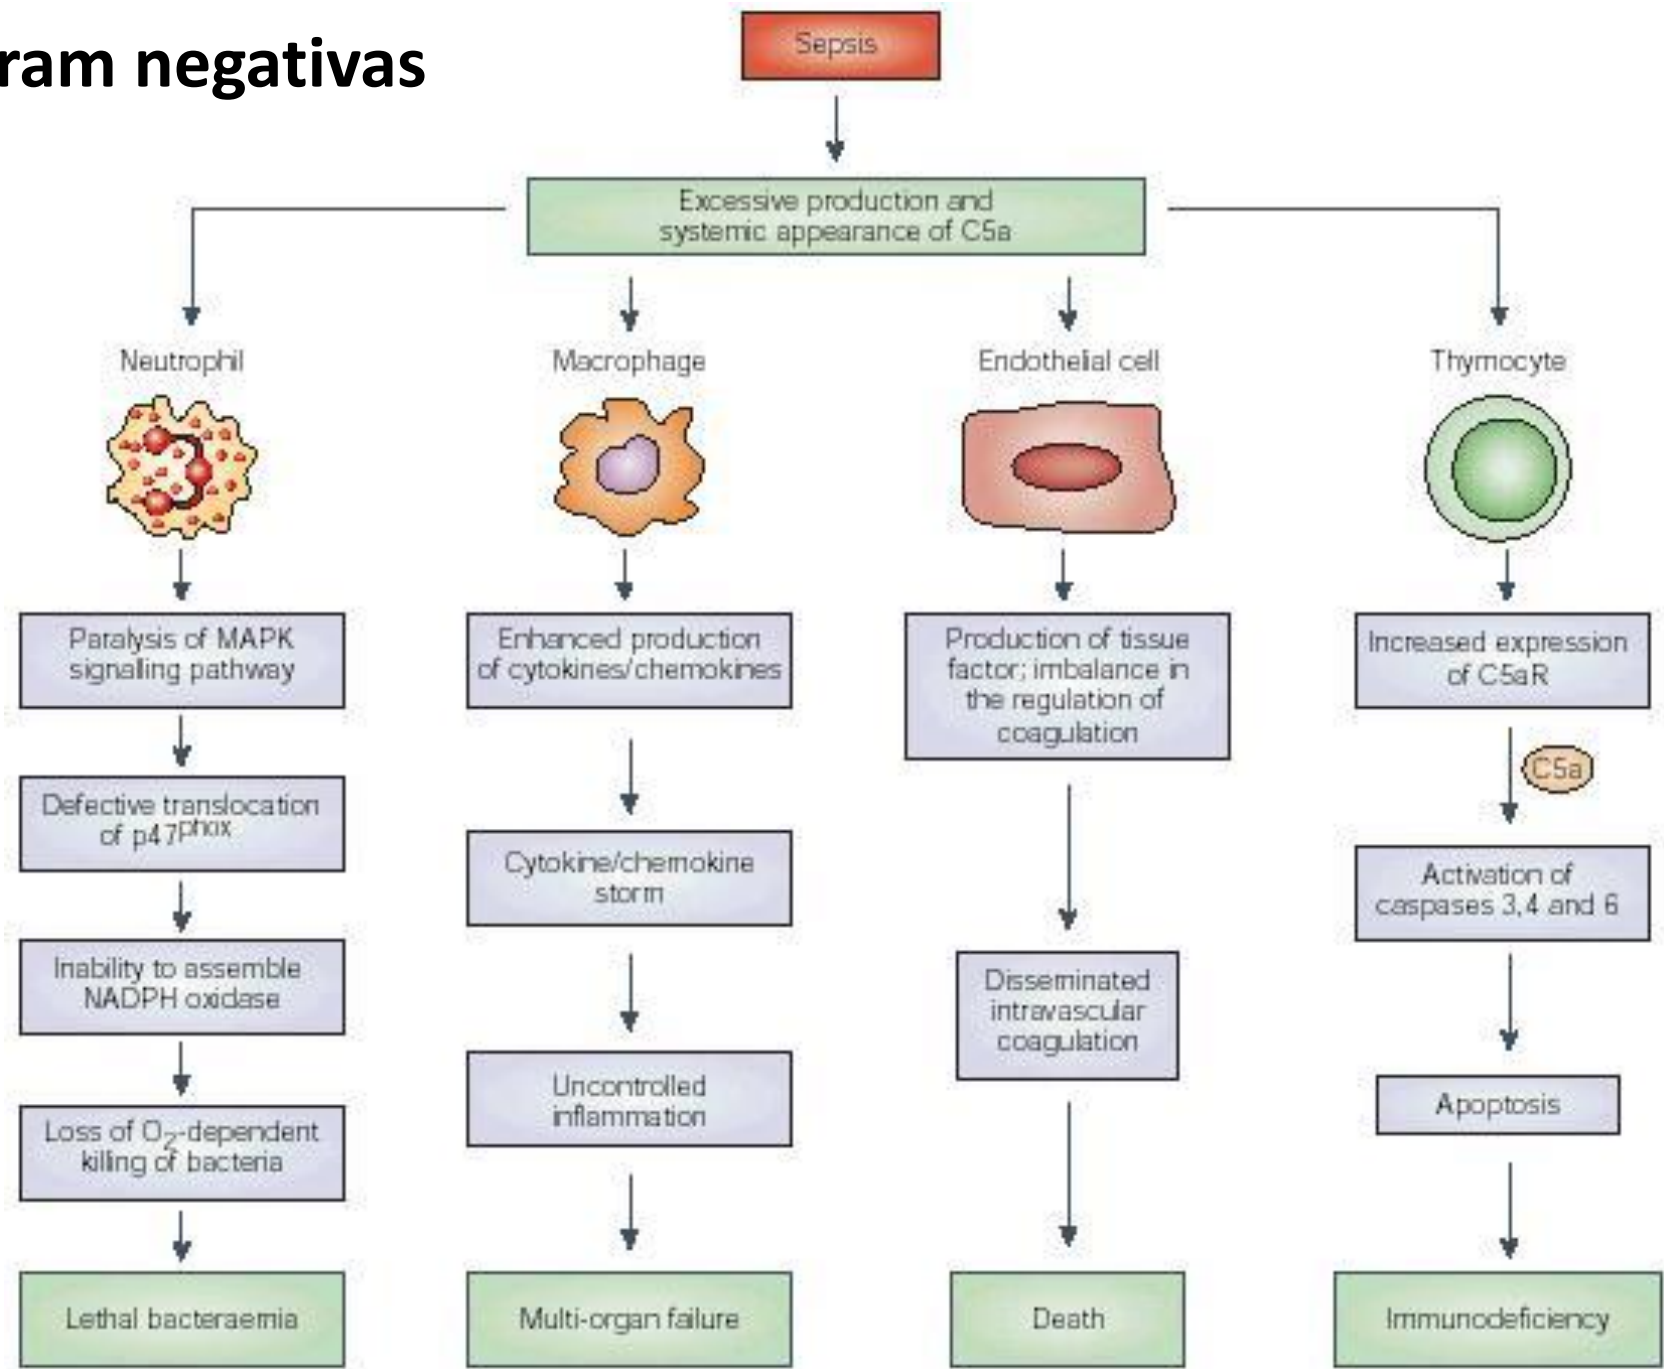 ram negativas
Sepsis
Excessive production and
systemic appearance of C5a
Neutrophil
Macrophage
Endothelial cell
Thymocyte
Paralysis of MAPK
signalling pathway
Defective translocation
of p47phox
Inability to assemble
NADPH oxidase
Loss of O2-dependent
killing of bacteria
Lethal bacteraemia
Enhanced production
of cytokines/chemokines
Cytokine/chemokine
storm
Uncontrolled
inflammation
Multi-organ failure
Production of tissue
factor; imbalance in
the regulation of
coagulation
Disseminated
intravascular
coagulation
Death
Increased expression
of C5aR
C5a
Activation of
caspases 3,4 and 6
Apoptosis
Immunodeficiency